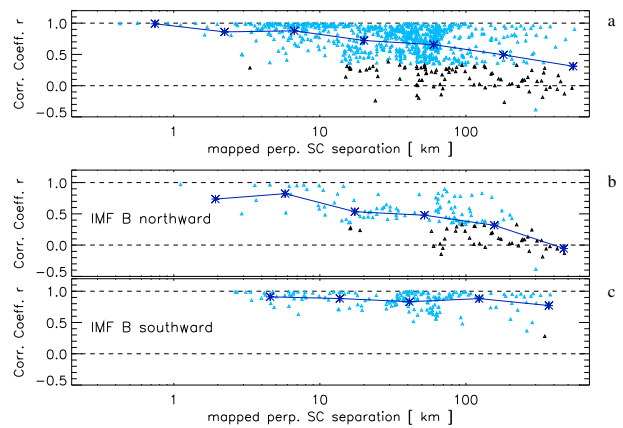 a
Corr. Coeff. r
1.0
0.5
0.0
−0.5
1
10
100
mapped perp. SC separation [ km ]
b
Corr. Coeff. r
1.0
0.5
0.0
−0.5
IMF B northward
c
Corr. Coeff. r
1.0
0.5
0.0
−0.5
IMF B southward
1
10
100
mapped perp. SC separation [ km ]